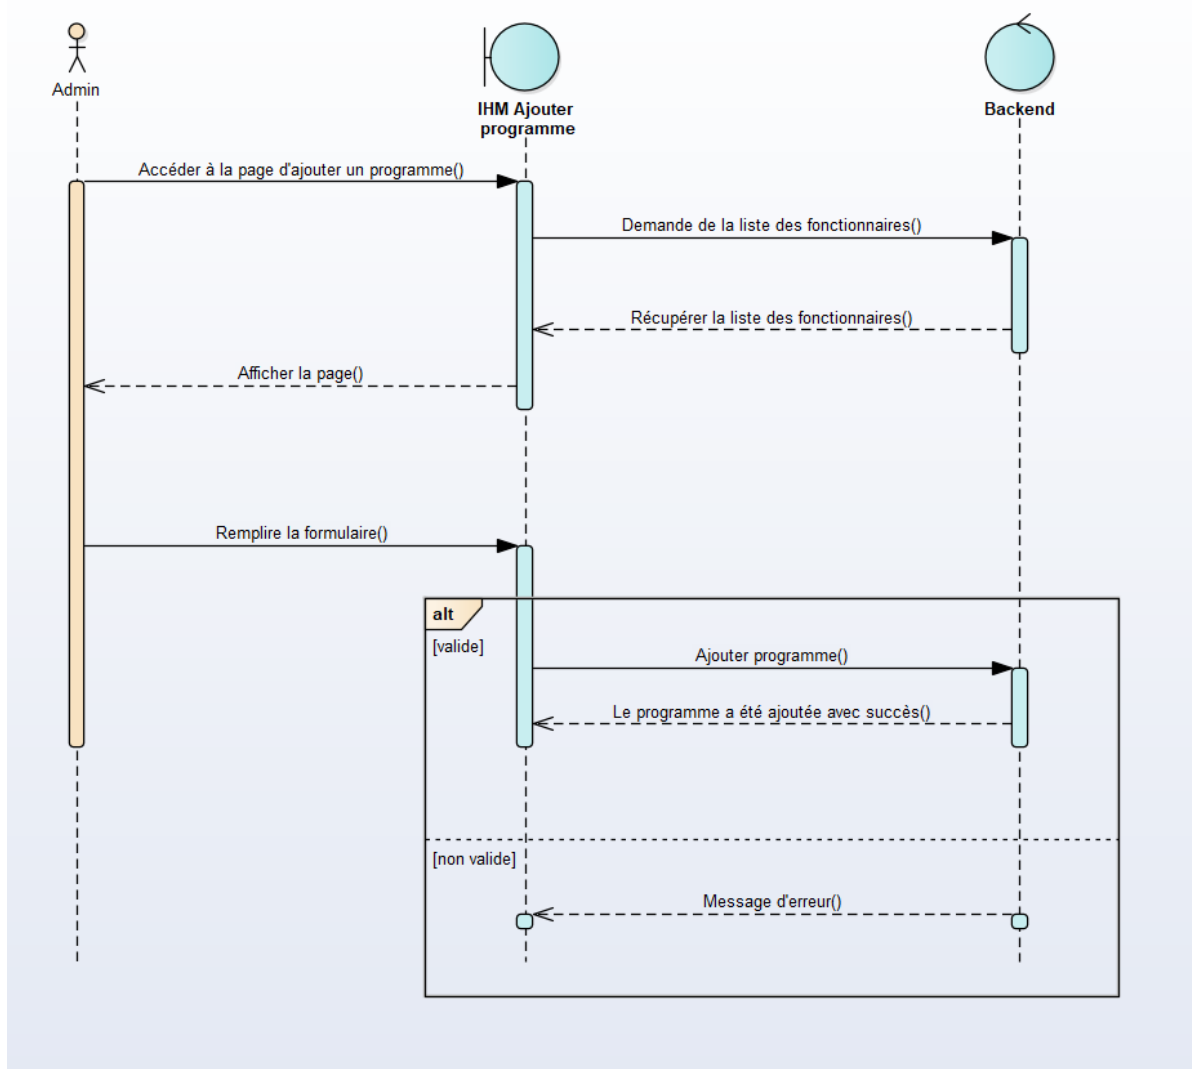 Admin
IHM Ajouter
programme
Backend
Accéder à la page d'ajouter un programme()
Demande de la liste des fonctionnaires()
Récupérer la liste des fonctionnaires()
Afficher la page()
Remplire la formulaire()
alt
[valide]
Ajouter programme()
Le programme a été ajoutée avec succès()
[non valide]
Message d'erreur()